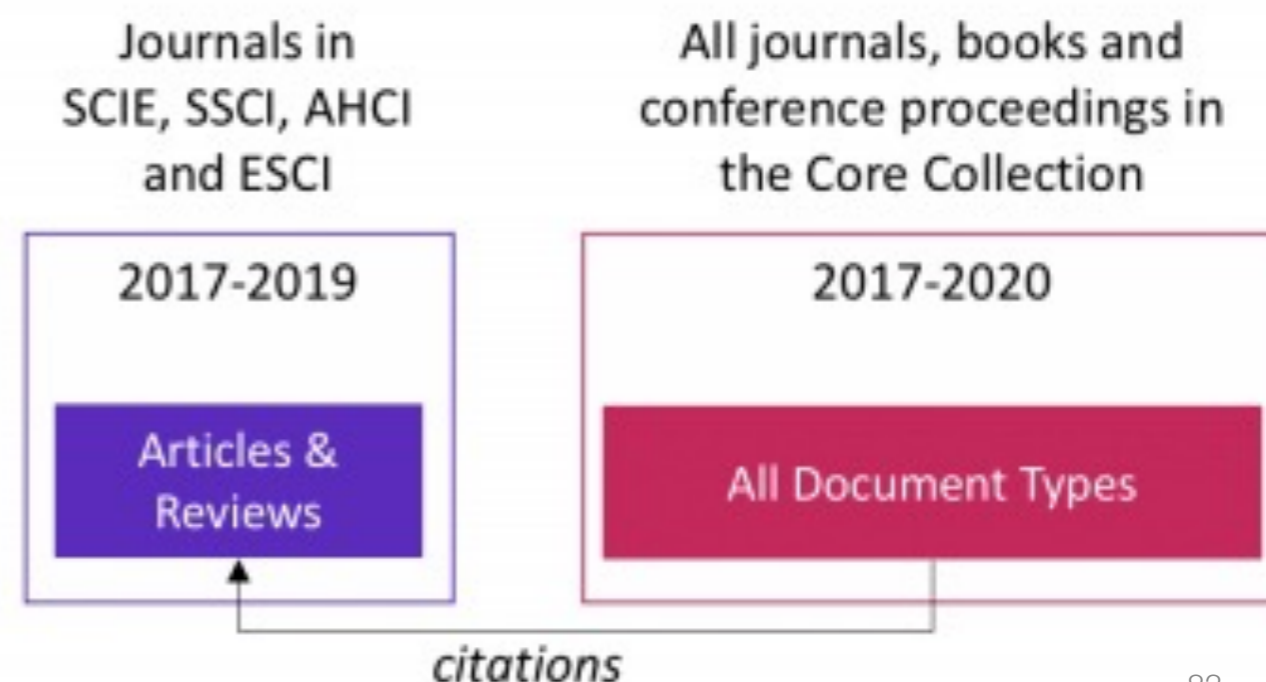 Journals in
SCIE, SSCI, AHCI
and ESCI
All journals, books and
conference proceedings in
the Core Collection
2017-2019
2017-2020
Articles &
Reviews
All Document Types
citations